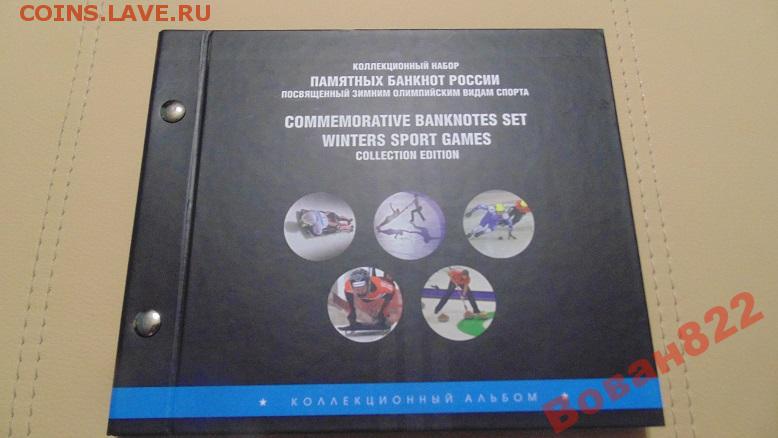 COINS.LAVE.RU
КОЛЛЕКЦИОННЫЙ НАБОР
ПАМЯТНЫХ БАНКНОТ РОССИИ
ПОСВЯЩЕННЫЙ ЗИМНИМ ОЛИМПИЙСКИМ ВИДАМ СПОРТА
COMMEMORATIVE BANKNOTES SET
WINTERS SPORT GAMES
COLLECTION EDITION
КОЛЛЕКЦИОННЫЙ АЛЬБОМ
Вован822